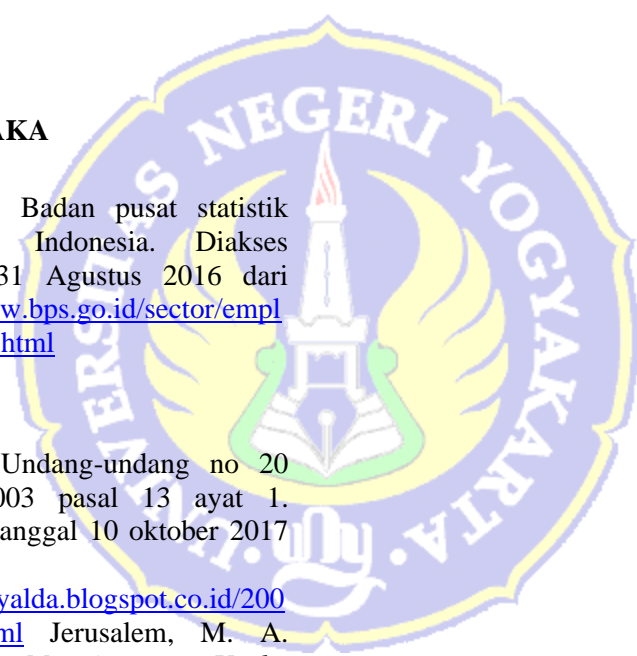 AKA
Badan pusat statistik
Indonesia. Diakses
31 Agustus 2016 dari
w.bps.go.id/sector/empl
.html
Undang-undang no 20
003 pasal 13 ayat 1.
anggal 10 oktober 2017
yalda.blogspot.co.id/200
ml Jerusalem, M. A.
UNIVERSITAS NEGERI YOGYAKARTA
uny